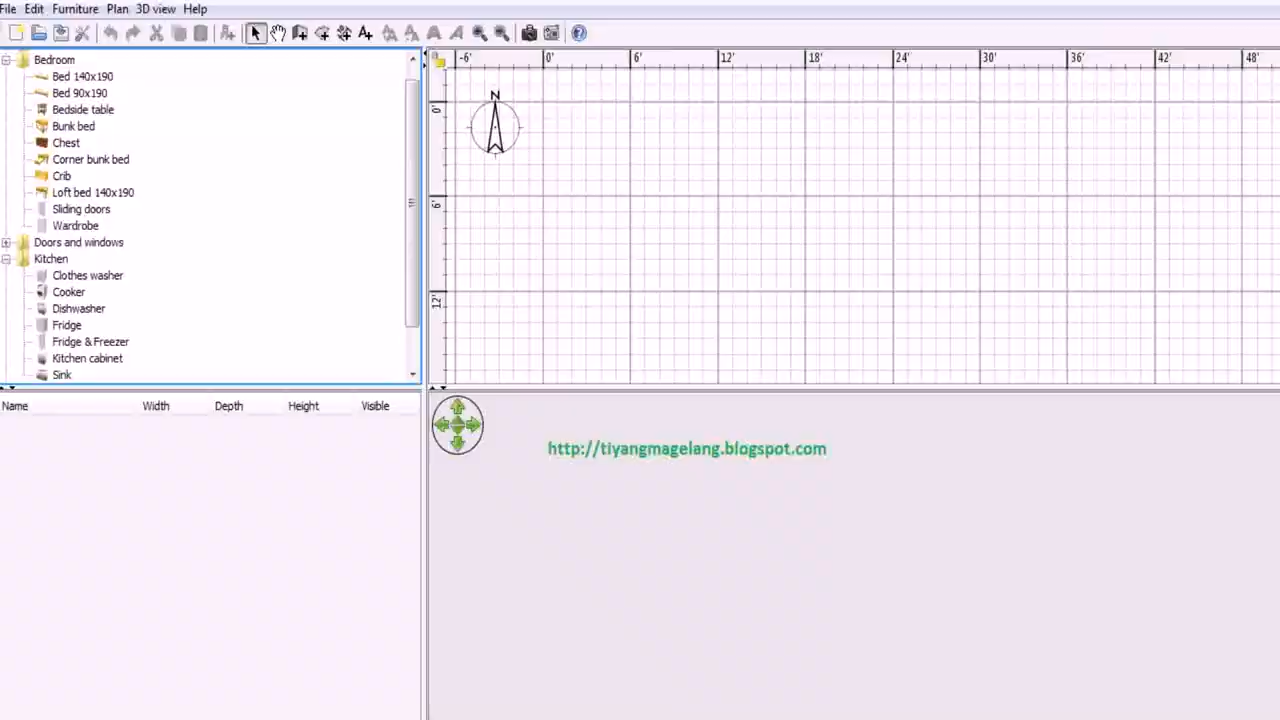 File Edit Furniture Plan 3D view Help
Bedroom
Bed 140x190
Bed 90x190
Bedside table
Bunk bed
Chest
Corner bunk bed
Crib
Loft bed 140x190
Sliding doors
Wardrobe
Doors and windows
Kitchen
Clothes washer
Cooker
Dishwasher
Fridge
Fridge & Freezer
Kitchen cabinet
Sink
-6' 0' 6' 12' 18' 24' 30' 36' 42' 48'
N
0'
6'
12'
Name Width Depth Height Visible
http://tiyangmagelang.blogspot.com